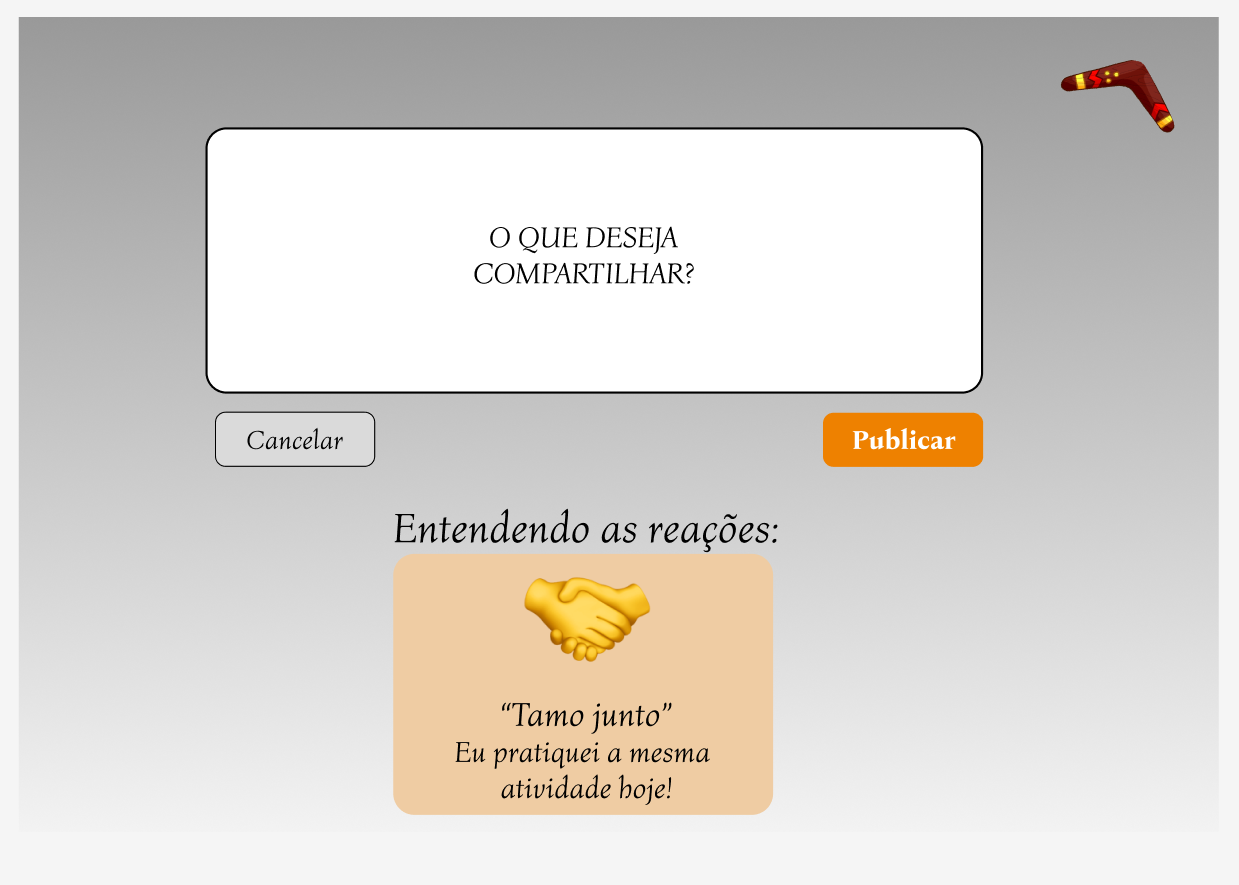 O QUE DESEJA
COMPARTILHAR?
Cancelar
Publicar
Entendendo as reações:
“Tamo junto”
Eu pratiquei a mesma
atividade hoje!